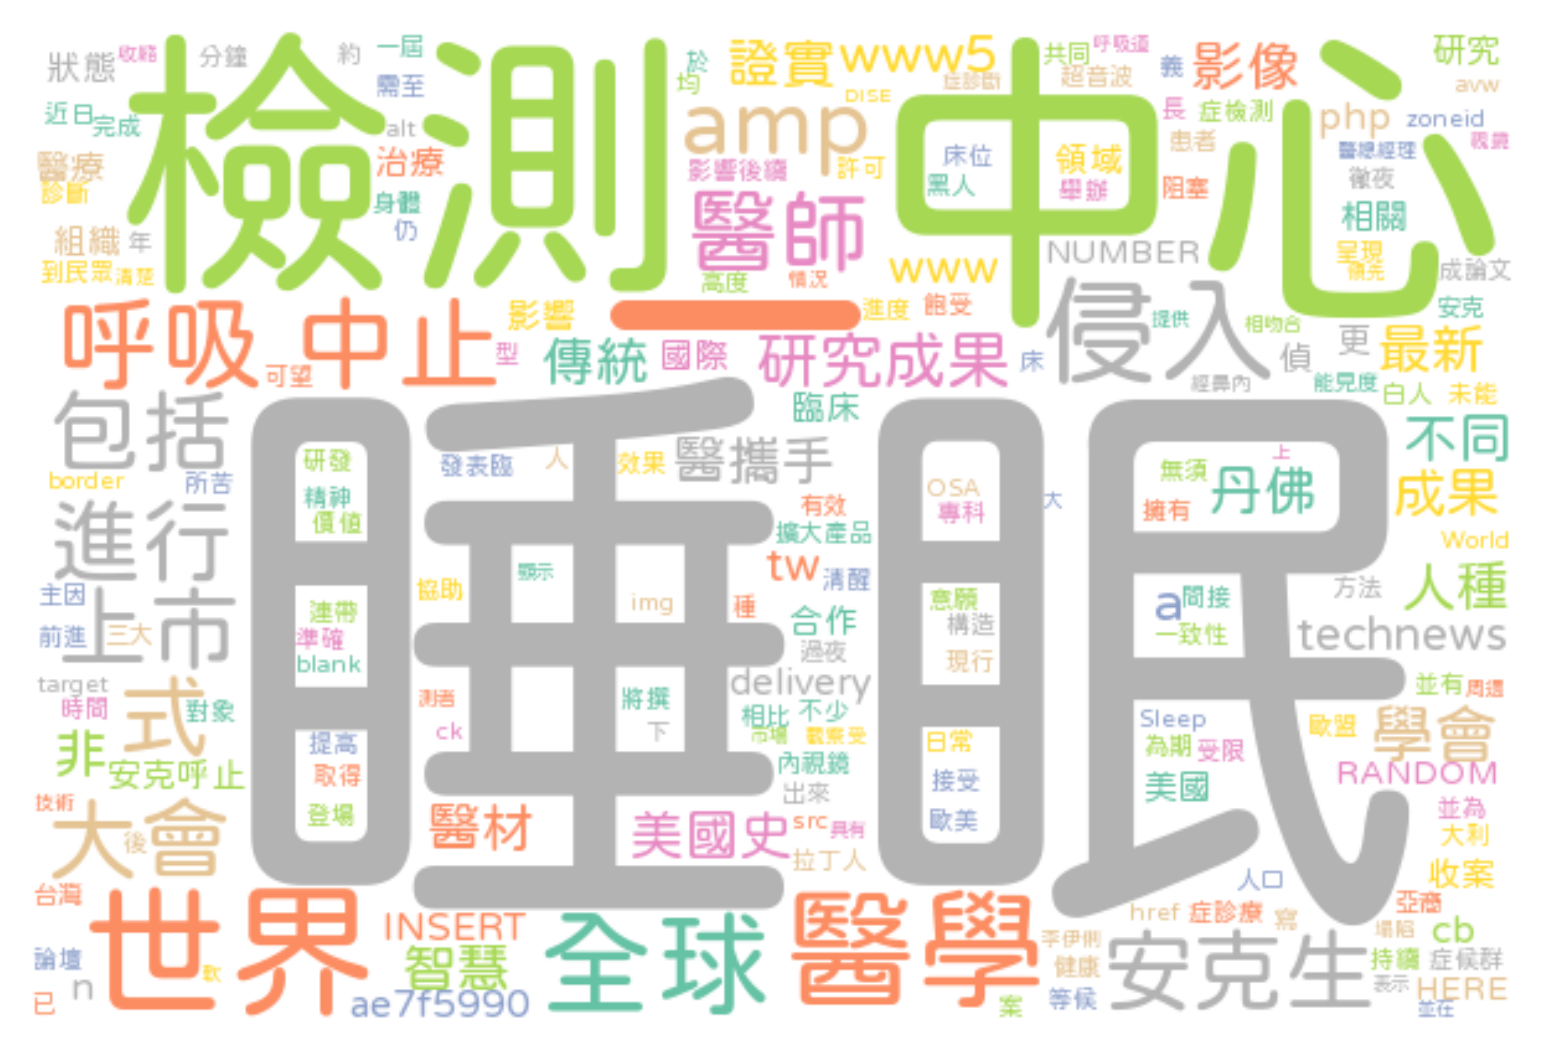 狀態
收縮
分鐘
約
一屆
需至
近日
完成
alt
醫療
診斷
治療
身體
仍
組織
年
到民眾
清楚
檢測
中心
於
均
證實
www5
DISE
症診斷
amp
影響後續
許可
醫師
高度
情況
www
共同
呼吸道
超音波
義
影像
長
症檢測
患者
研究
avw
php
zoneid
醫總經理
徹夜
相關
呈現
領先
成論文
床位
黑人
領域
舉辦
阻塞
NUMBER
安克
呼吸
中止
可望
影響
型
傳統
國際
一
進度
飽受
研究成果
床
侵入
提供
相吻合
偵
經鼻內
更
最新
能見度
白人
未能
包括
border
所苦
進行
主因
前進
三大
上市
睡眠
研發
精神
價值
連帶
準確
blank
提高
取得
登場
發表臨
人
效果
醫攜手
臨床
有效
擴大產品
tw
清醒
顯示
協助
img
種
合作
過夜
delivery
將撰
下
ck
相比
不少
市場
內視鏡
出來
OSA
專科
大
意願
構造
現行
日常
接受
歐美
上
無須
擁有
丹佛
a
間接
一致性
Sleep
為期
受限
美國
不同
成果
World
人種
方法
technews
並有
周邊
歐盟
學會
RANDOM
並為
大利
收案
target
時間
式
對象
非
安克呼止
技術
大會
後
醫材
美國史
src
具有
拉丁人
人口
台灣
世界
論壇
n
已
軟
INSERT
智慧
ae7f5990
全球
醫學
href
症診療
寫
李伊俐
健康
等候
案
安克生
亞裔
塌陷
cb
持續
症候群
表示
HERE
並在